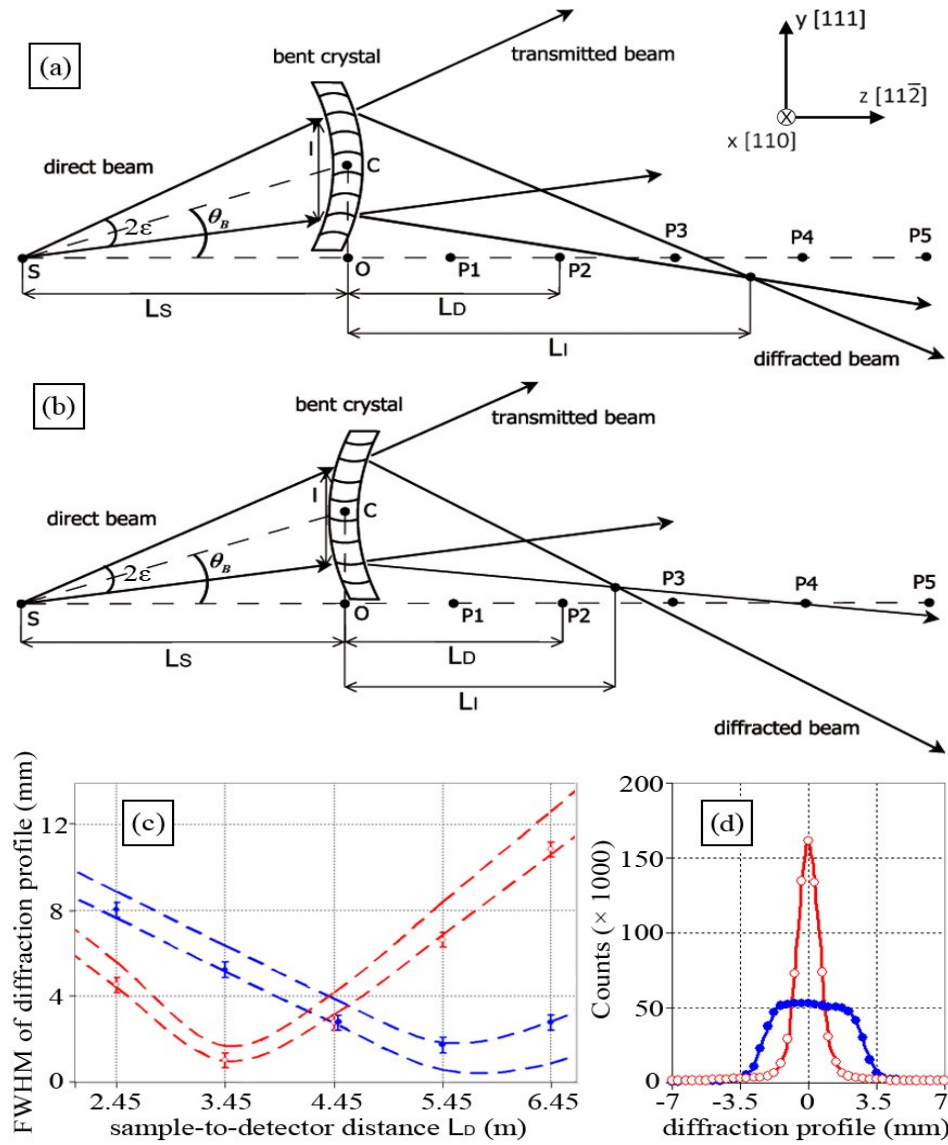 (a)
bent crystal
transmitted beam
y [111]
z [112̅]
x [110]
direct beam
I
C
2ε
θB
S
O
P1
P2
P3
P4
P5
LS
LD
LI
diffracted beam
(b)
bent crystal
transmitted beam
direct beam
I
C
2ε
θB
S
O
P1
P2
P3
P4
P5
LS
LD
LI
diffracted beam
(c)
FWHM of diffraction profile (mm)
12
8
4
0
2.45 3.45 4.45 5.45 6.45
sample-to-detector distance LD (m)
(d)
Counts (× 1000)
200
150
100
50
0
-7 -3.5 0 3.5 7
diffraction profile (mm)